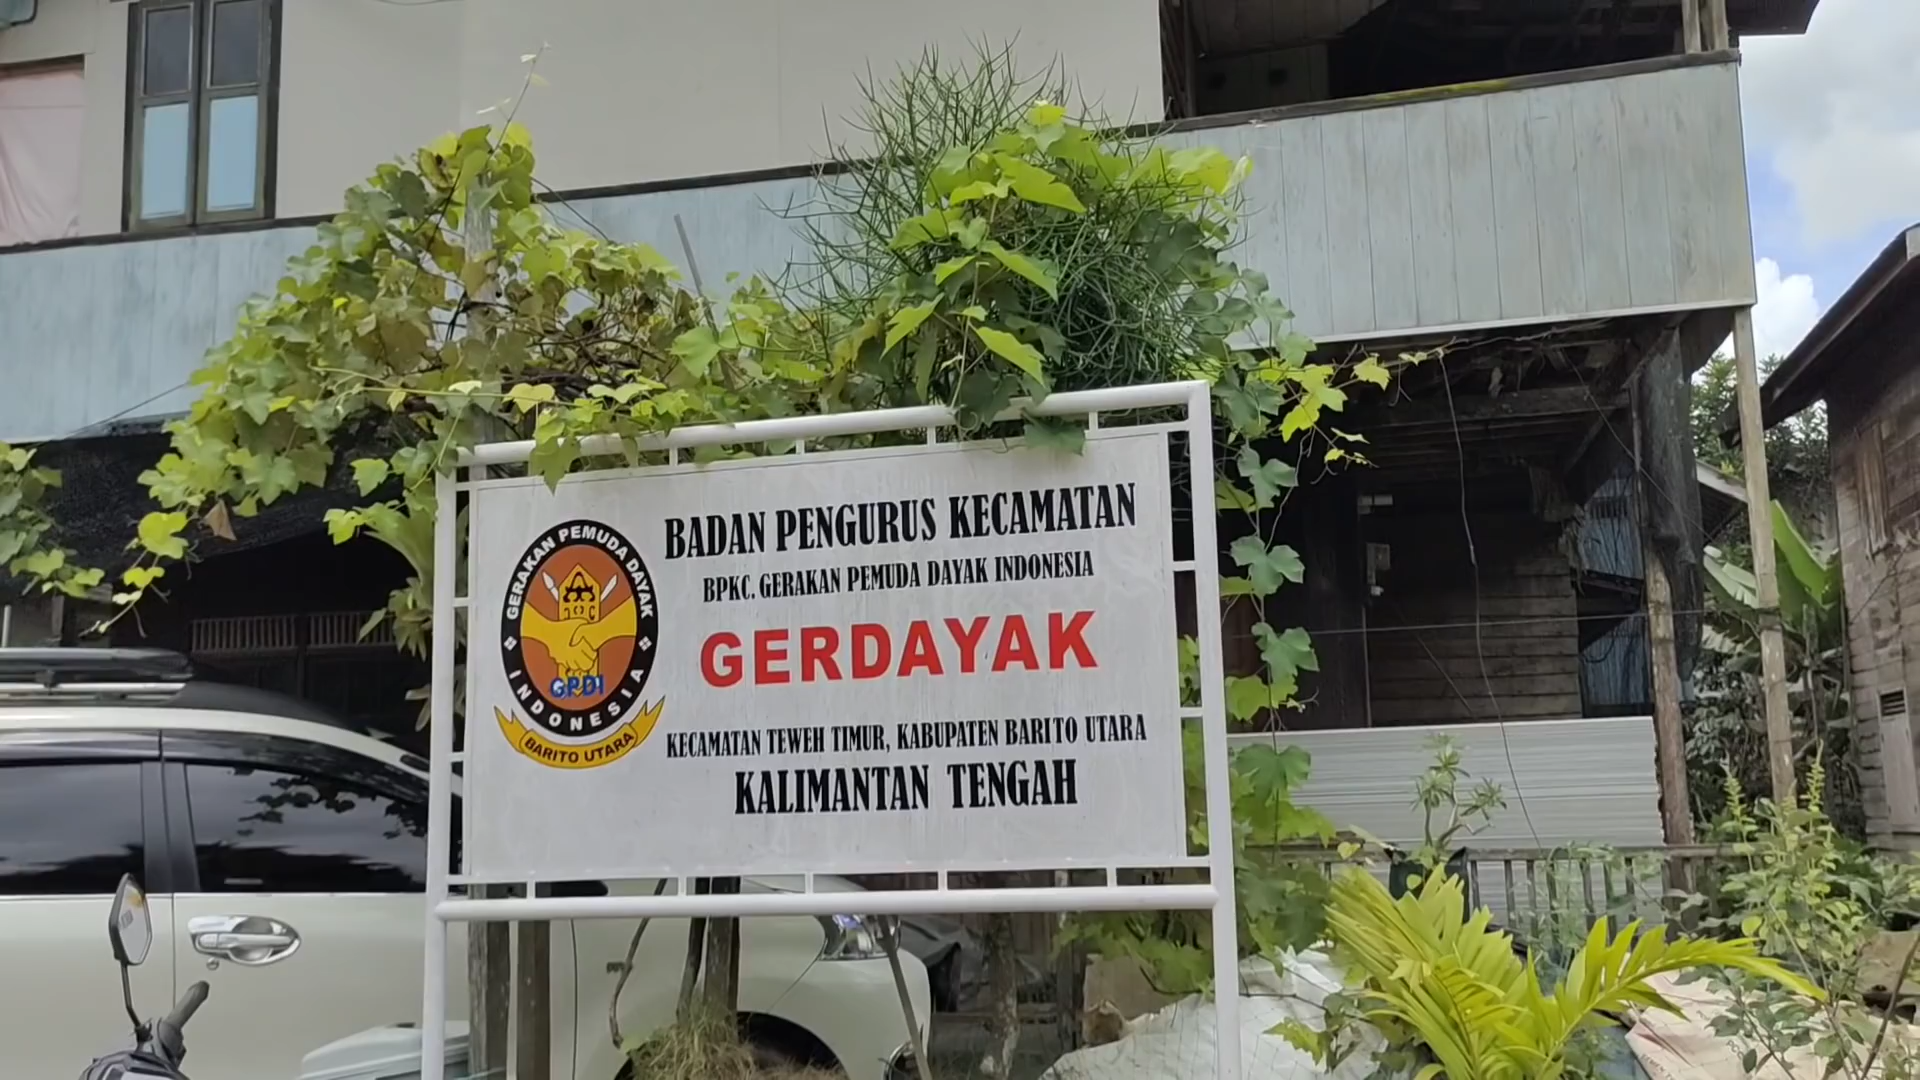 GERAKAN PEMUDA DAYAK
INDONESIA
GPDI
BARITO UTARA
BADAN PENGURUS KECAMATAN
BPKC. GERAKAN PEMUDA DAYAK INDONESIA
GERDAYAK
KECAMATAN TEWEH TIMUR, KABUPATEN BARITO UTARA
KALIMANTAN TENGAH